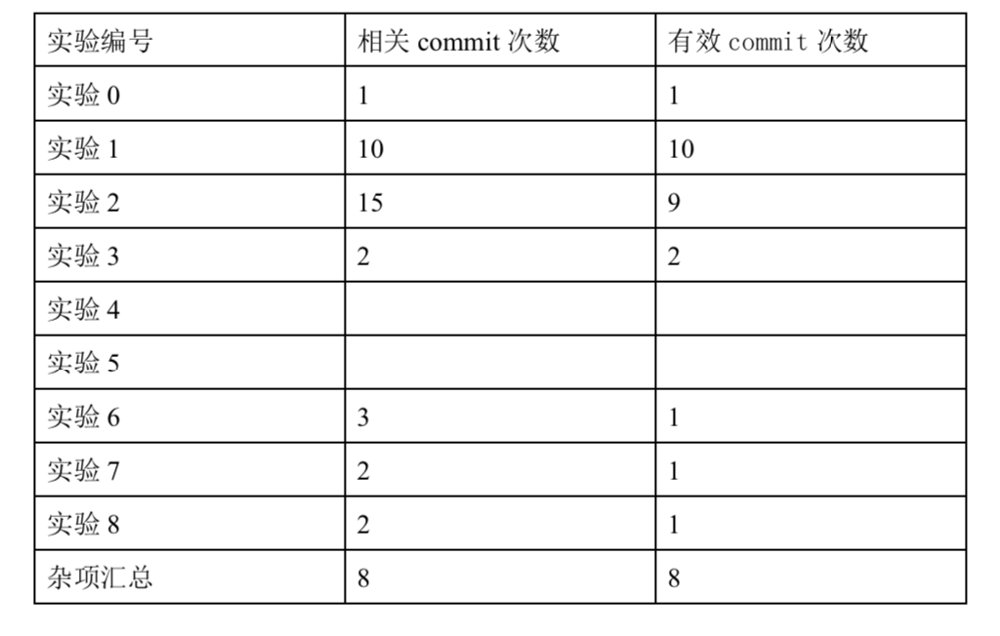 实验编号 相关 commit 次数 有效 commit 次数
实验 0 1 1
实验 1 10 10
实验 2 15 9
实验 3 2 2
实验 4
实验 5
实验 6 3 1
实验 7 2 1
实验 8 2 1
杂项汇总 8 8